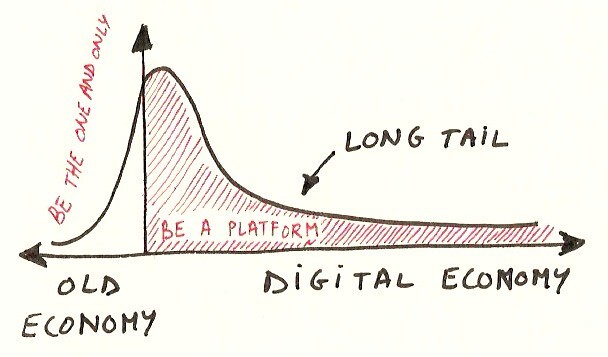 BE THE ONE AND ONLY
LONG TAIL
BE A PLATFORM
OLD
ECONOMY
DIGITAL ECONOMY